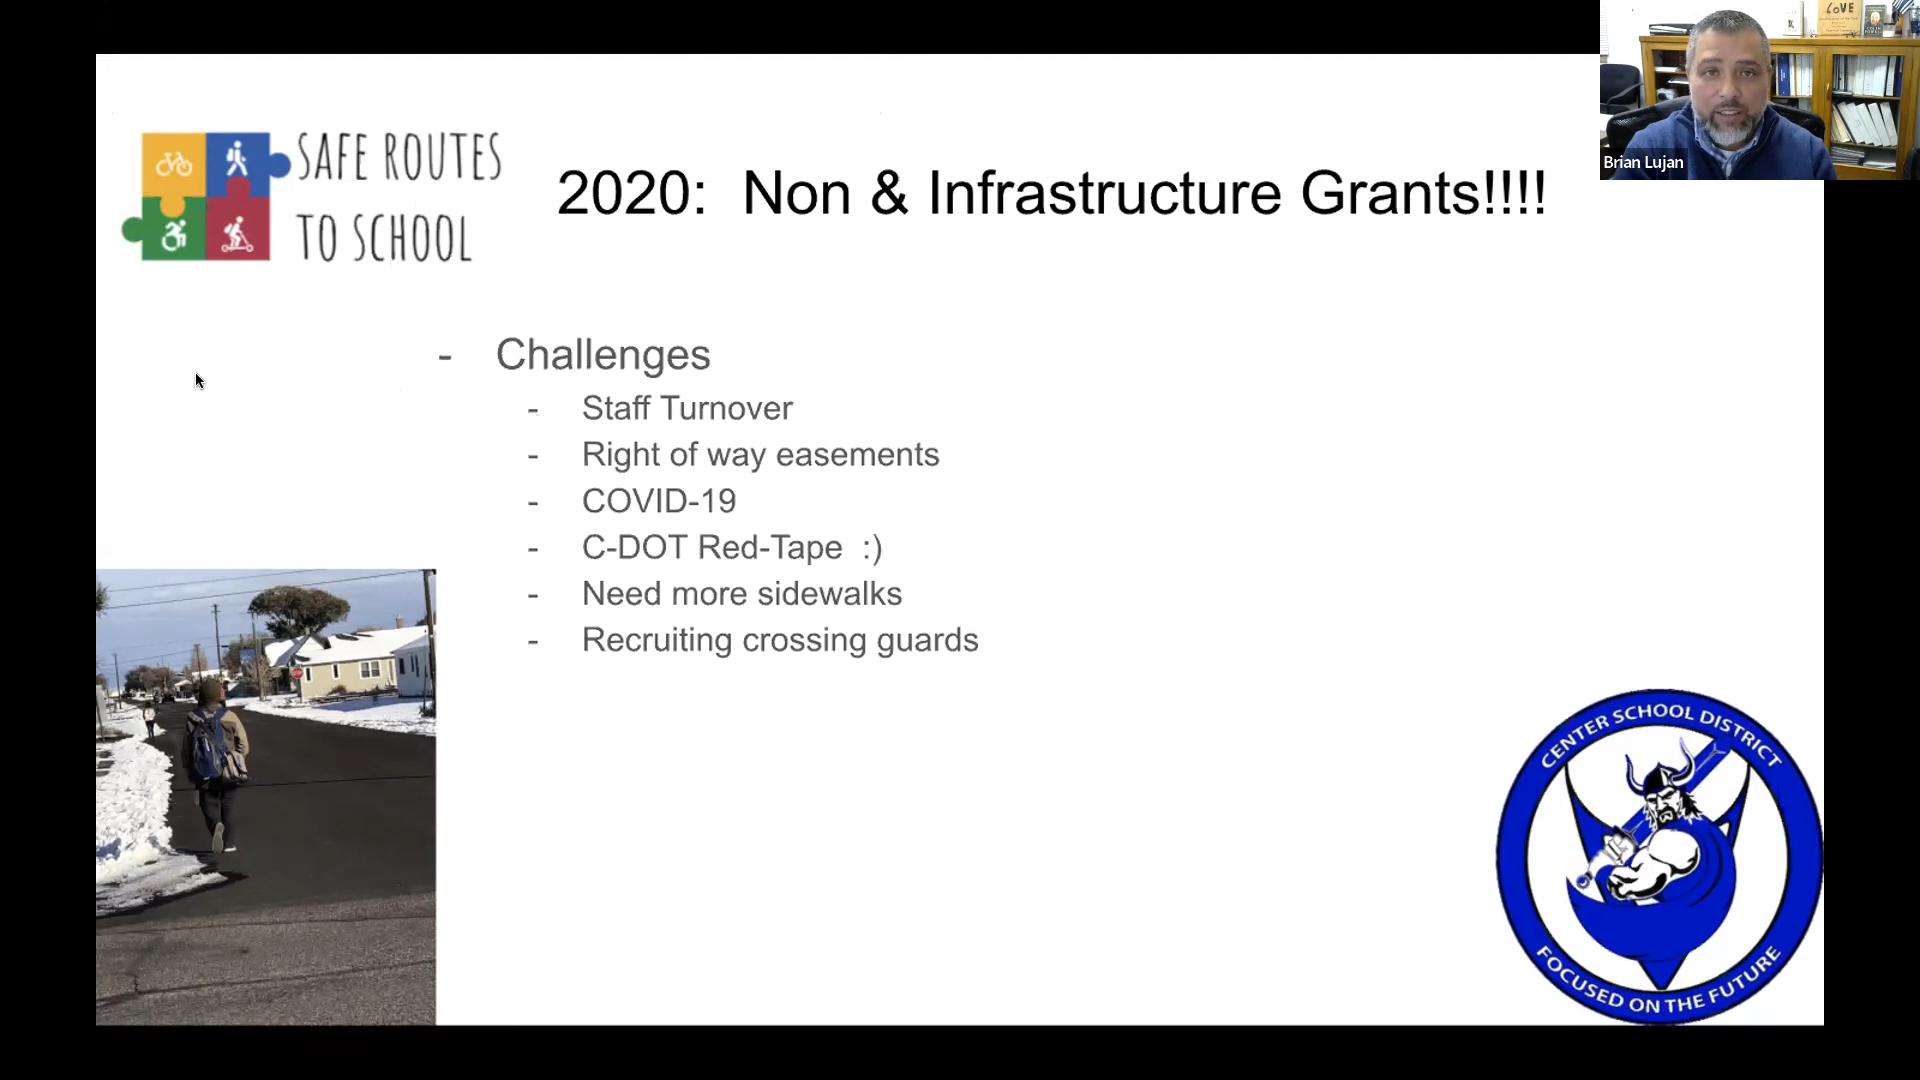 SAFE ROUTES
TO SCHOOL
2020:  Non & Infrastructure Grants!!!!
- Challenges
- Staff Turnover
- Right of way easements
- COVID-19
- C-DOT Red-Tape  :)
- Need more sidewalks
- Recruiting crossing guards
CENTER SCHOOL DISTRICT
FOCUSED ON THE FUTURE
LOVE
Brian Lujan